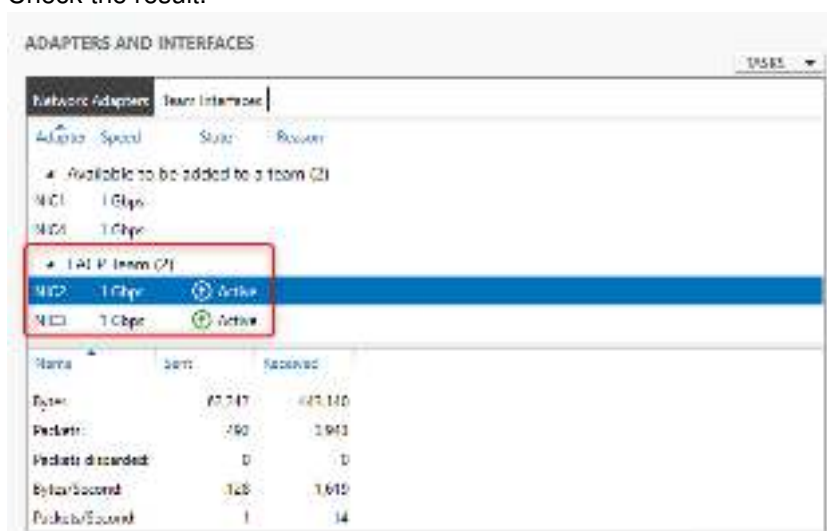 Check the result:
ADAPTERS AND INTERFACES
TASKS
Network Adapters Team Interfaces
Adapter Speed State Reason
Available to be added to a team (2)
NIC1 1 Gbps
NIC4 1 Gbps
LACP Team (2)
NIC2 1 Gbps Active
NIC3 1 Gbps Active
Name Sent Received
Bytes:
Packets:
Packets discarded: 0 0
Bytes/Second: 128 1,619
Packets/Second: 1 14